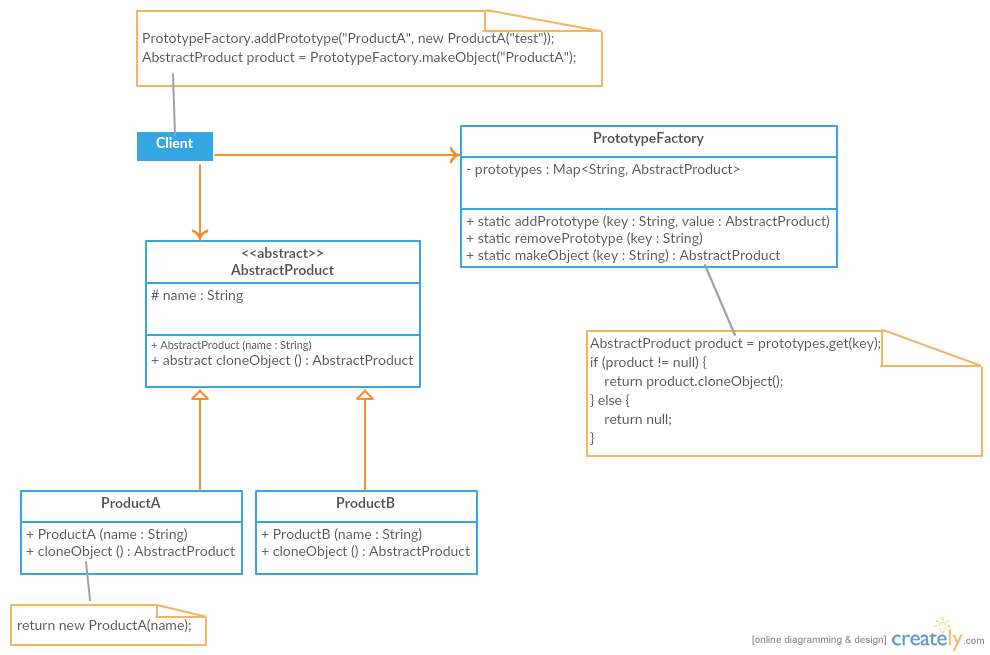 PrototypeFactory.addPrototype("ProductA", new ProductA("test"));
AbstractProduct product = PrototypeFactory.makeObject("ProductA");
Client
PrototypeFactory
- prototypes : Map<String, AbstractProduct>
+ static addPrototype (key : String, value : AbstractProduct)
+ static removePrototype (key : String)
+ static makeObject (key : String) : AbstractProduct
<<abstract>>
AbstractProduct
# name : String
+ AbstractProduct (name : String)
+ abstract cloneObject () : AbstractProduct
AbstractProduct product = prototypes.get(key);
if (product != null) {
return product.cloneObject();
} else {
return null;
}
ProductA
+ ProductA (name : String)
+ cloneObject () : AbstractProduct
ProductB
+ ProductB (name : String)
+ cloneObject () : AbstractProduct
return new ProductA(name);
[online diagramming & design] creately.com